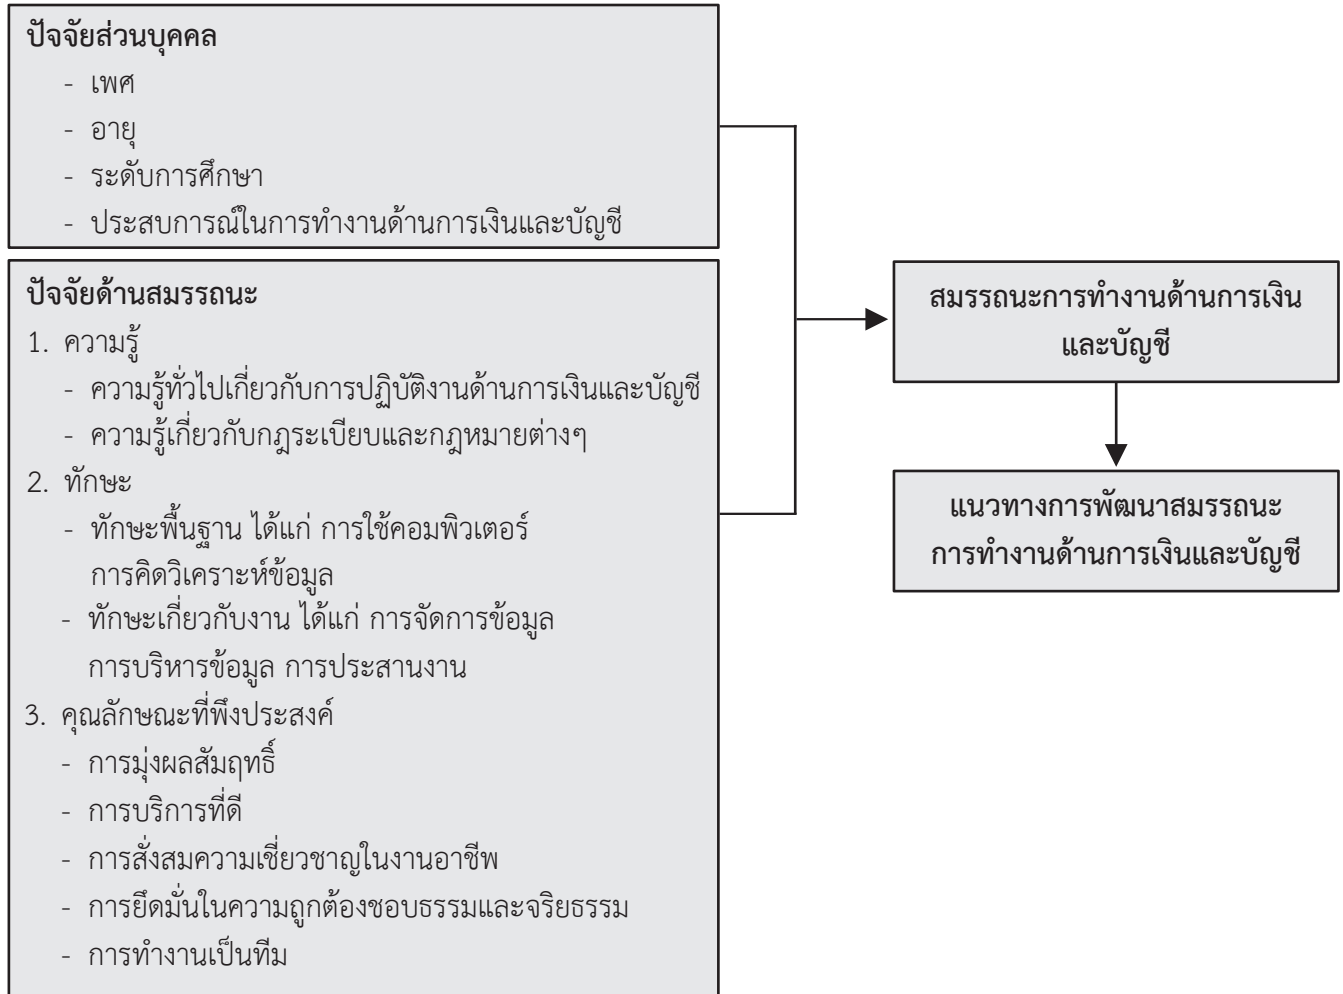 ปัจจัยส่วนบุคคล
- เพศ
- อายุ
- ระดับการศึกษา
- ประสบการณ์ในการทำงานด้านการเงินและบัญชี
ปัจจัยด้านสมรรถนะ
1. ความรู้
- ความรู้ทั่วไปเกี่ยวกับการปฏิบัติงานด้านการเงินและบัญชี
- ความรู้เกี่ยวกับกฎระเบียบและกฎหมายต่างๆ
2. ทักษะ
- ทักษะพื้นฐาน ได้แก่ การใช้คอมพิวเตอร์
การคิดวิเคราะห์ข้อมูล
- ทักษะเกี่ยวกับงาน ได้แก่ การจัดการข้อมูล
การบริหารข้อมูล การประสานงาน
3. คุณลักษณะที่พึงประสงค์
- การมุ่งผลสัมฤทธิ์
- การบริการที่ดี
- การสั่งสมความเชี่ยวชาญในงานอาชีพ
- การยึดมั่นในความถูกต้องชอบธรรมและจริยธรรม
- การทำงานเป็นทีม
สมรรถนะการทำงานด้านการเงิน
และบัญชี
แนวทางการพัฒนาสมรรถนะ
การทำงานด้านการเงินและบัญชี